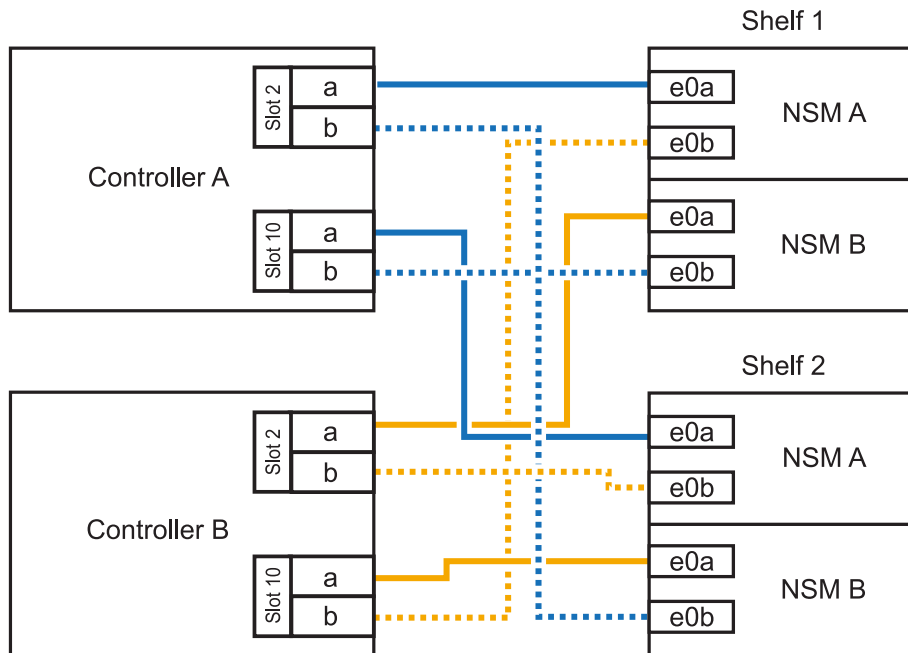 Shelf 1
Controller A
Slot 2
a
b
Slot 10
a
b
e0a
e0b
NSM A
e0a
e0b
NSM B
Shelf 2
Controller B
Slot 2
a
b
Slot 10
a
b
e0a
e0b
NSM A
e0a
e0b
NSM B